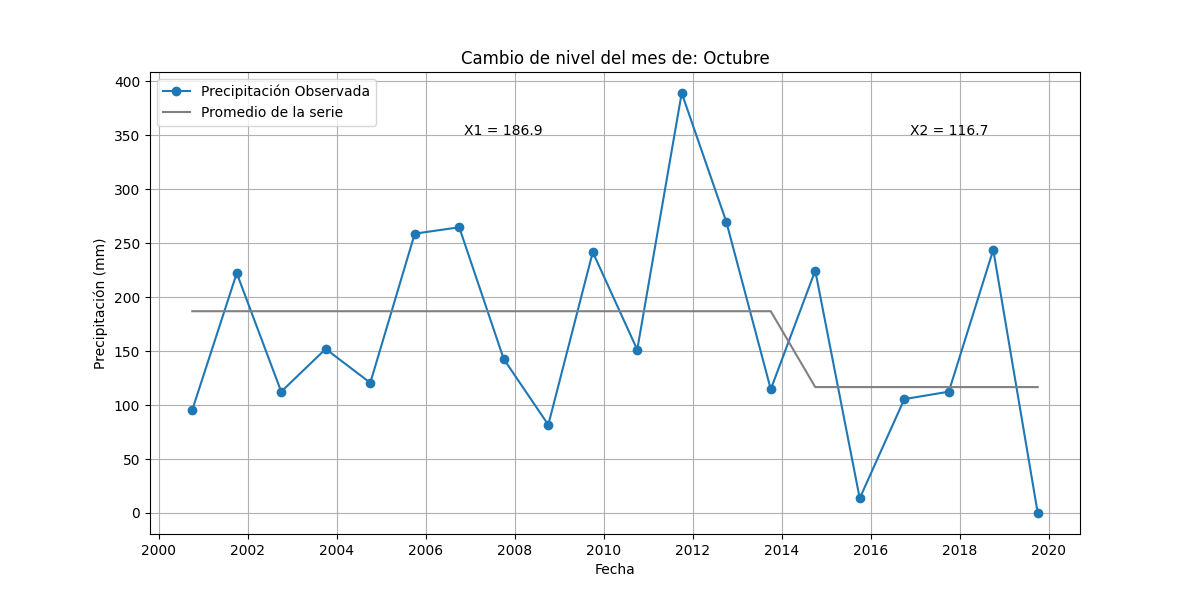 Cambio de nivel del mes de: Octubre
Precipitación Observada
Promedio de la serie
X1 = 186.9
X2 = 116.7
Precipitación (mm)
400
350
300
250
200
150
100
50
0
2000 2002 2004 2006 2008 2010 2012 2014 2016 2018 2020
Fecha